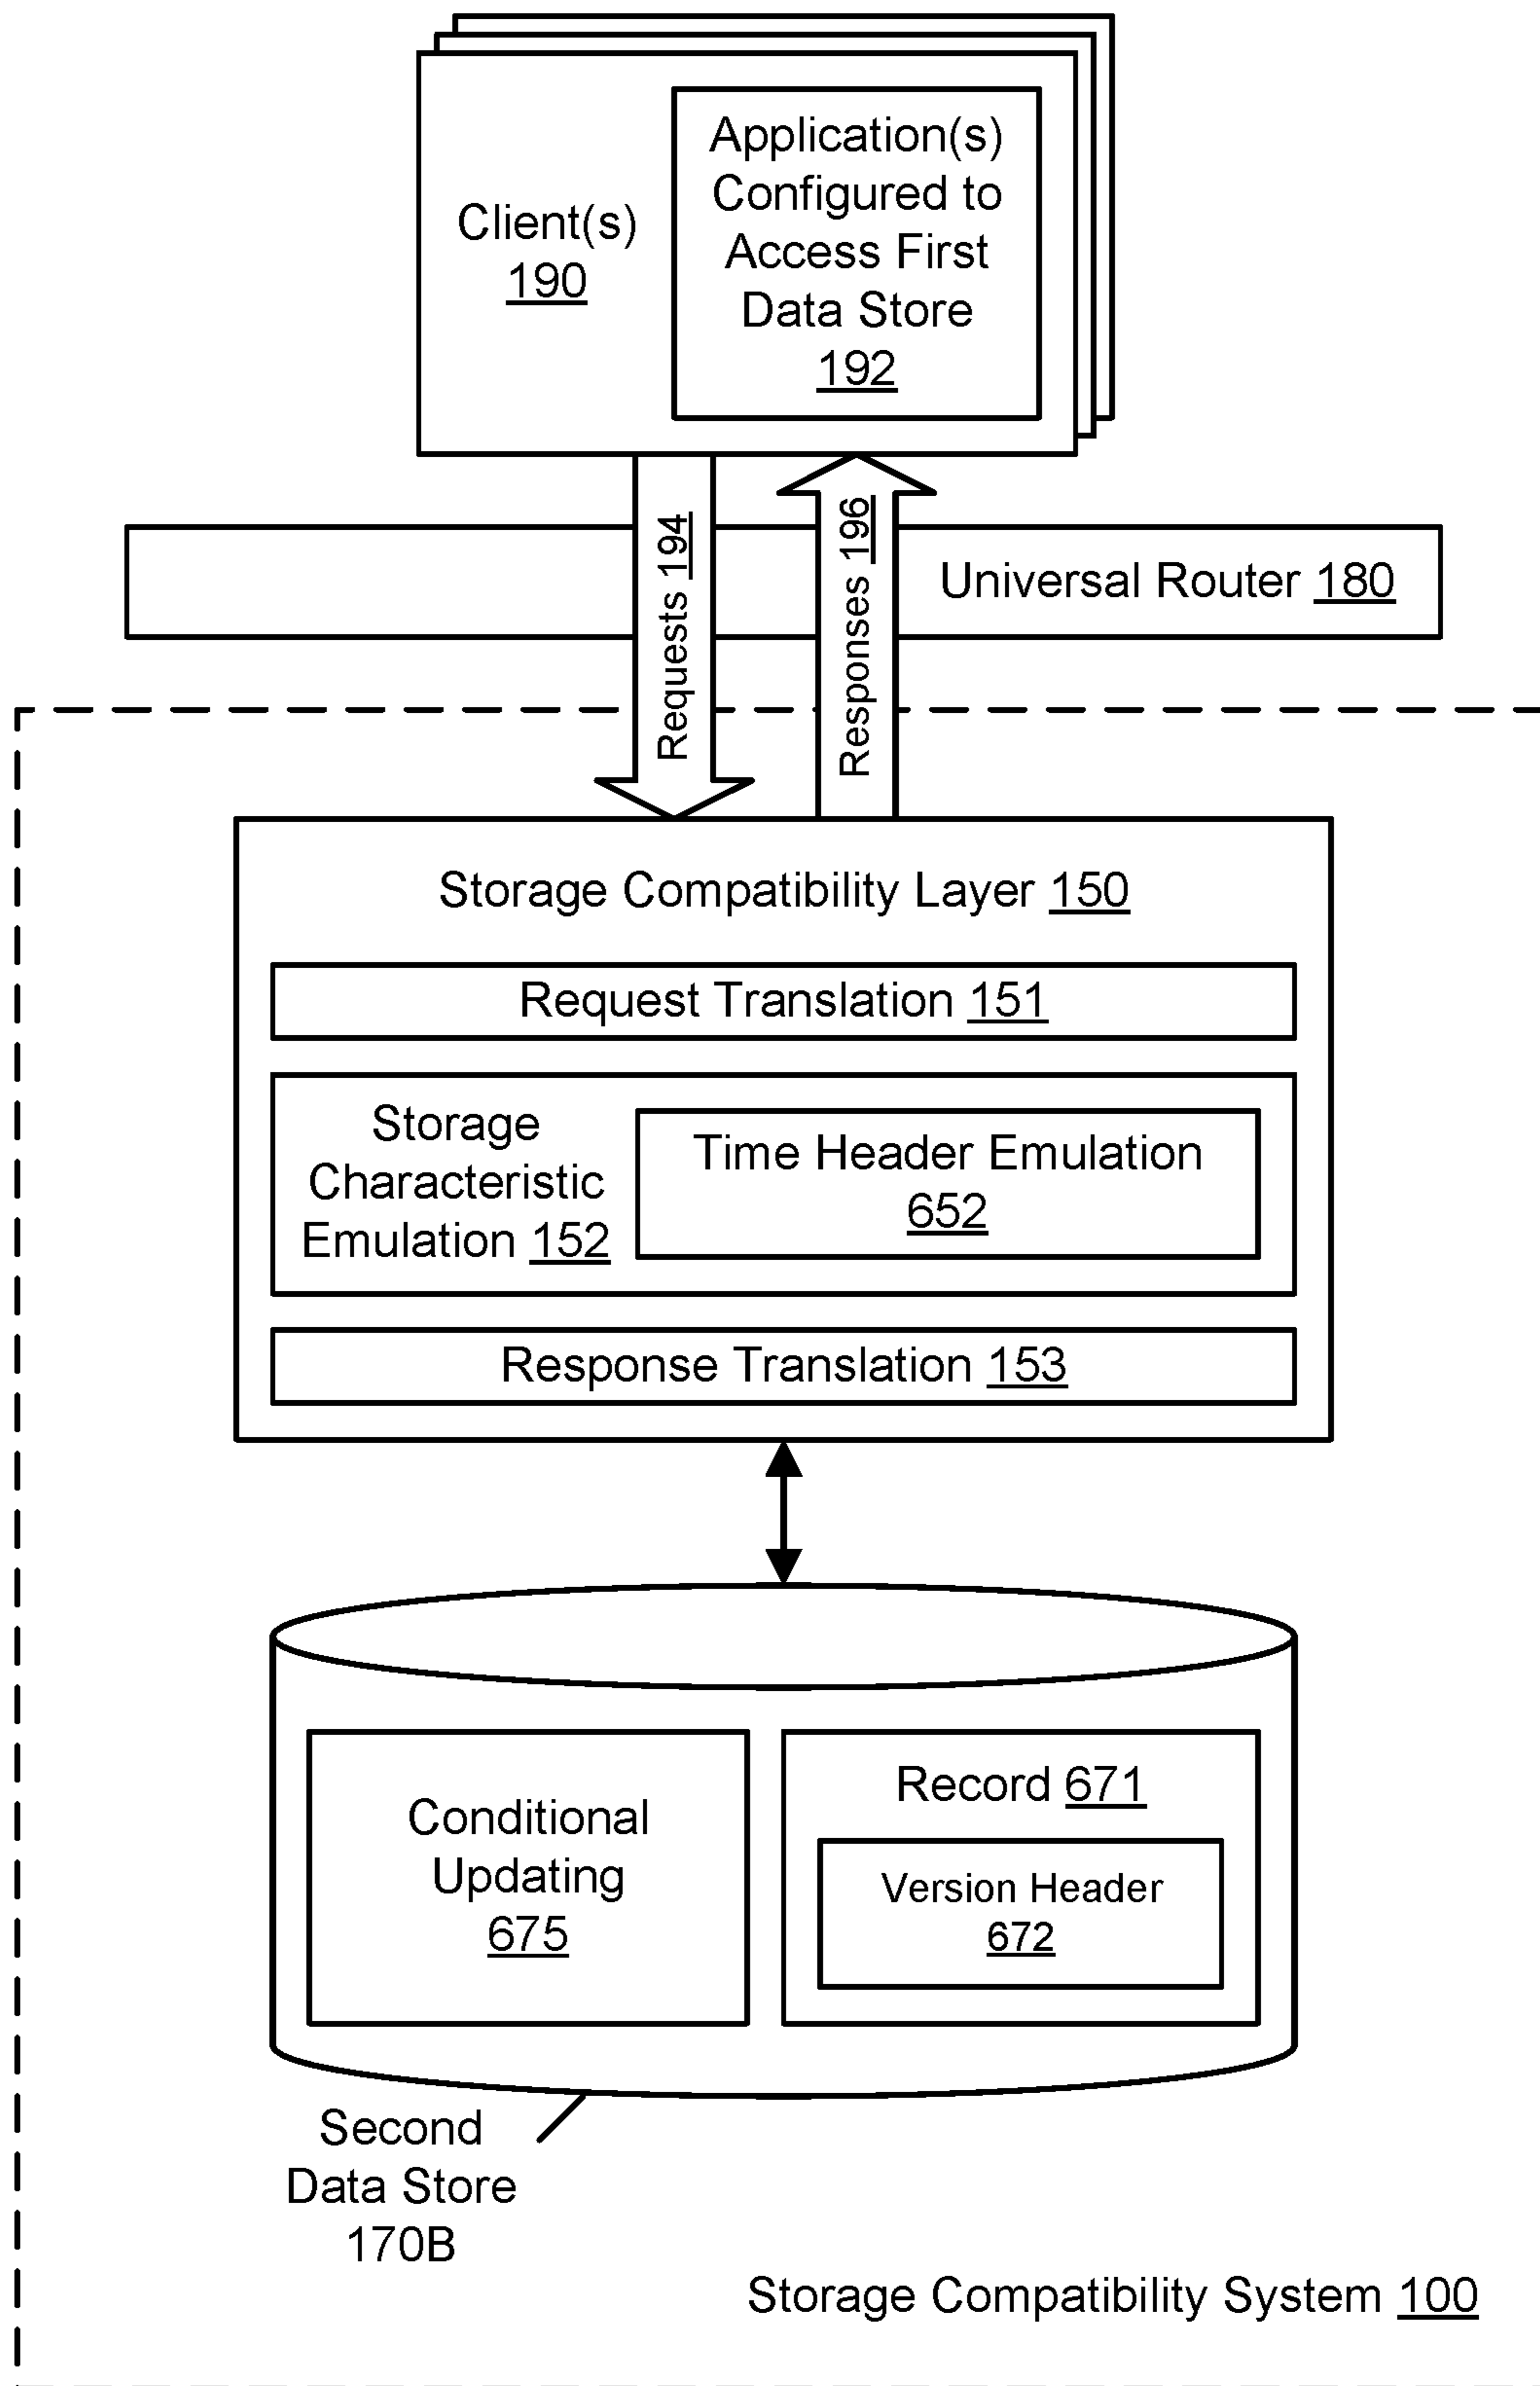 Client(s)
190
Application(s)
Configured to
Access First
Data Store
192
Requests 194
Responses 196
Universal Router 180
Storage Compatibility Layer 150
Request Translation 151
Storage
Characteristic
Emulation 152
Time Header Emulation
652
Response Translation 153
Conditional
Updating
675
Record 671
Version Header
672
Second
Data Store
170B
Storage Compatibility System 100